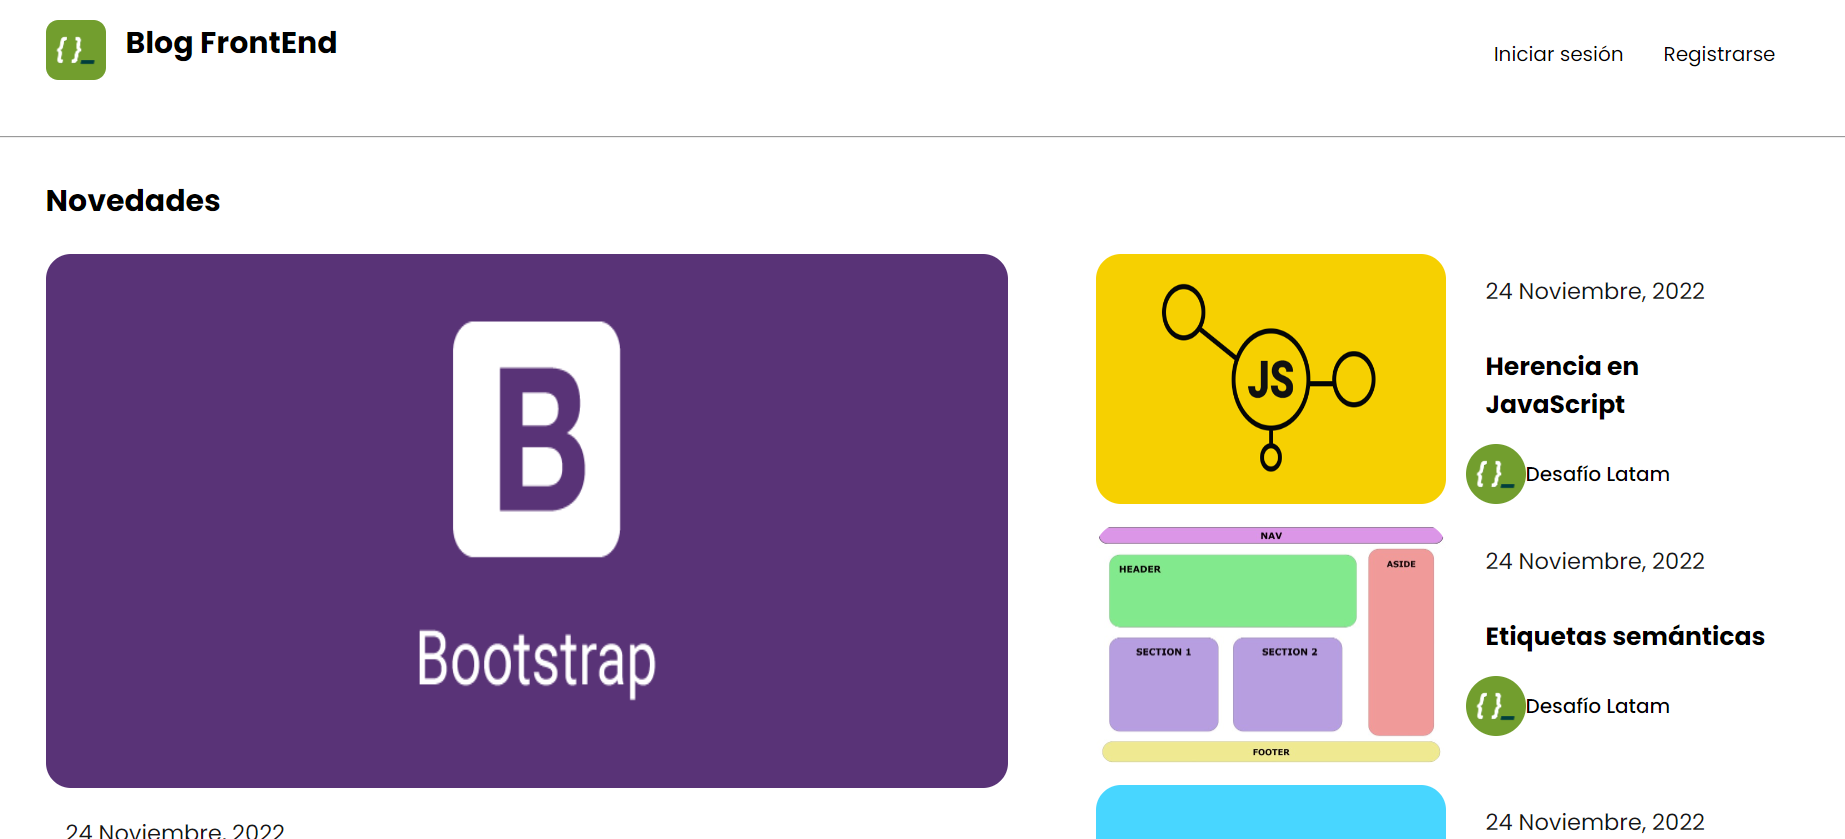 { }_
Blog FrontEnd
Iniciar sesión
Registrarse
Novedades
B
Bootstrap
24 Noviembre, 2022
JS
24 Noviembre, 2022
Herencia en
JavaScript
{ }_
Desafío Latam
NAV
HEADER
ASIDE
SECTION 1
SECTION 2
FOOTER
24 Noviembre, 2022
Etiquetas semánticas
{ }_
Desafío Latam
24 Noviembre, 2022